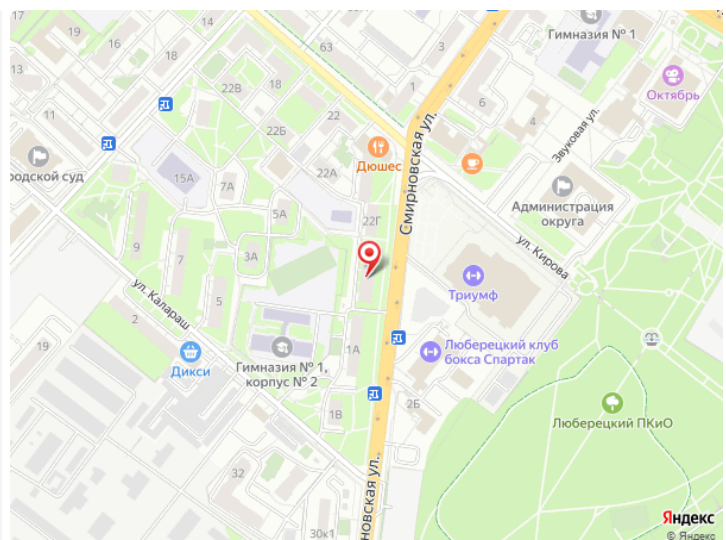 14
18
16
19
63
Гимназия № 1
13
22В
18
1
Октябрь
11
22
6
22Б
4
Смирновская ул.
Звуковая ул.
родской суд
15А
7А
22А
Дюшес
5А
22Г
Администрация
округа
9
7
3А
ул. Кирова
ул. Калараш
5
Триумф
2
19
Дикси
Гимназия № 1,
корпус № 2
1А
Люберецкий клуб
бокса Спартак
1В
2Б
Люберецкий ПКиО
32
30к1
новская ул.
Яндекс
© Яндекс